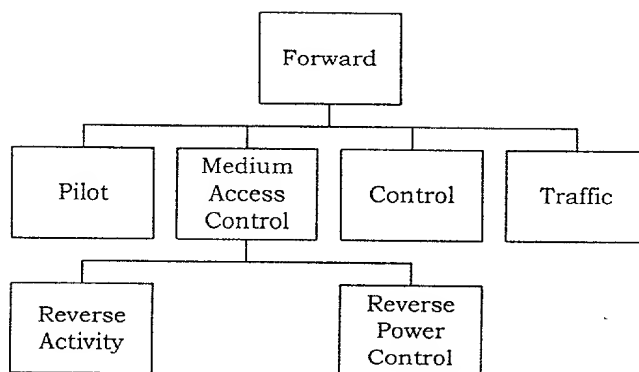 Forward
Pilot
Medium
Access
Control
Control
Traffic
Reverse
Activity
Reverse
Power
Control